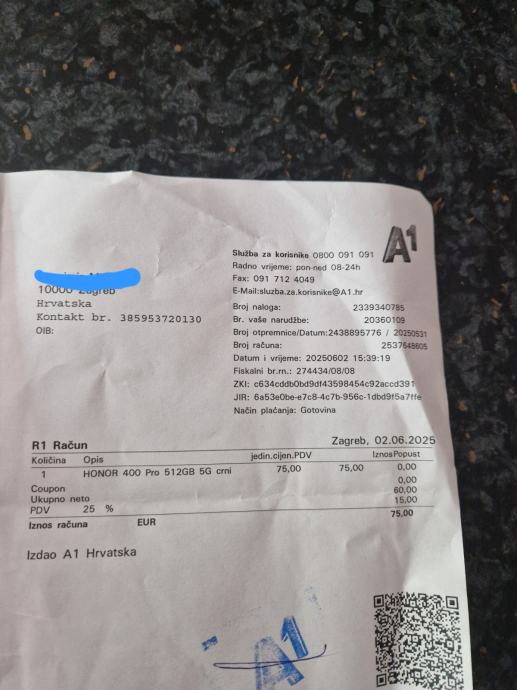 A1
Služba za korisnike 0800 091 091
Radno vrijeme: pon-ned 08-24h
Fax: 091 712 4049
E-Mail:sluzba.za.korisnike@A1.hr
10000 Zagreb
Hrvatska
Kontakt br. 385953720130
OIB:
Broj naloga: 2339340785
Br. vaše narudžbe: 20360109
Broj otpremnice/Datum:2438895776 / 20250531
Broj računa: 2537648605
Datum i vrijeme: 20250602 15:39:19
Fiskalni br.rn.: 274434/08/08
ZKI: c634cddb0bd9df43598454c92accd391
JIR: 6a53e0be-e7c8-4c7b-956c-1dbd9f5a7ffe
Način plaćanja: Gotovina
R1 Račun Zagreb, 02.06.2025
Količina Opis jedin.cijen.PDV IznosPopust
1 HONOR 400 Pro 512GB 5G crni 75,00 75,00 0,00
Coupon 0,00
Ukupno neto 60,00
PDV 25 % 15,00
Iznos računa EUR 75.00
Izdao A1 Hrvatska
A1